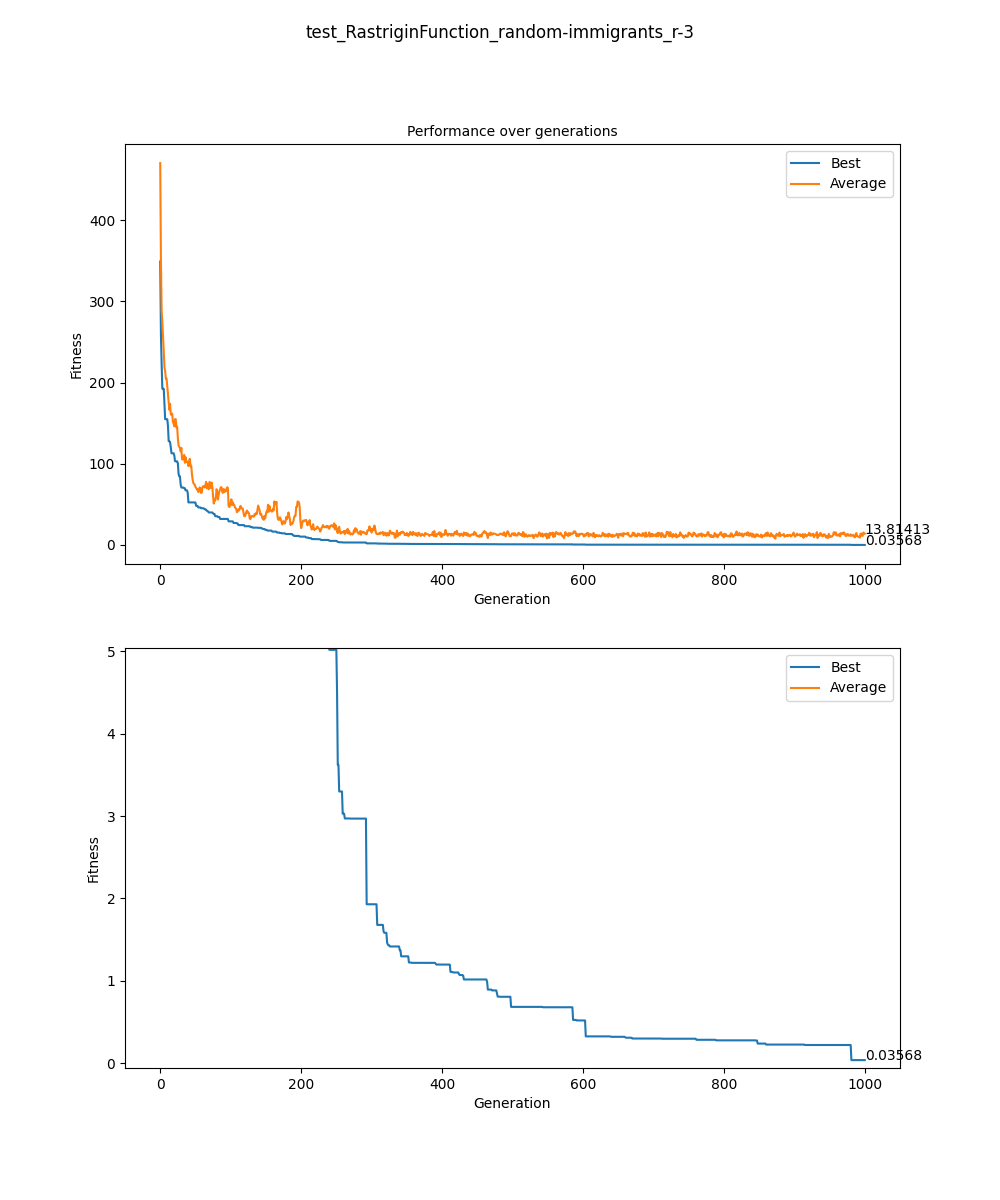 test_RastriginFunction_random-immigrants_r-3
Performance over generations
Best
Average
400
300
200
100
0
Fitness
13.81413
0.03568
0 200 400 600 800 1000
Generation
Best
Average
5
4
3
2
1
0
Fitness
0.03568
0 200 400 600 800 1000
Generation